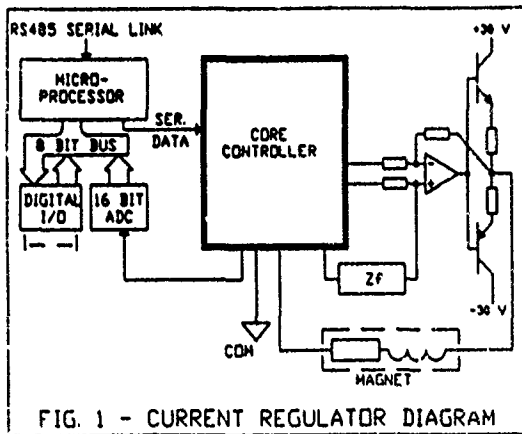 RS485 SERIAL LINK
+30 V
MICRO-
PROCESSOR
SER.
DATA
CORE
CONTROLLER
8 BIT BUS
DIGITAL
I/O
16 BIT
ADC
-
+
Zf
COM
-30 V
MAGNET
FIG. 1 - CURRENT REGULATOR DIAGRAM